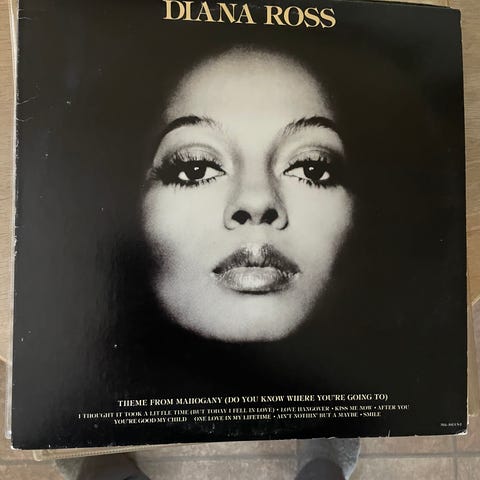 DIANA ROSS
THEME FROM MAHOGANY (DO YOU KNOW WHERE YOU'RE GOING TO)
I THOUGHT IT TOOK A LITTLE TIME (BUT TODAY I FELL IN LOVE) • LOVE HANGOVER • KISS ME NOW • AFTER YOU
YOU'RE GOOD MY CHILD ONE LOVE IN MY LIFETIME • AIN'T NOTHIN' BUT A MAYBE • SMILE